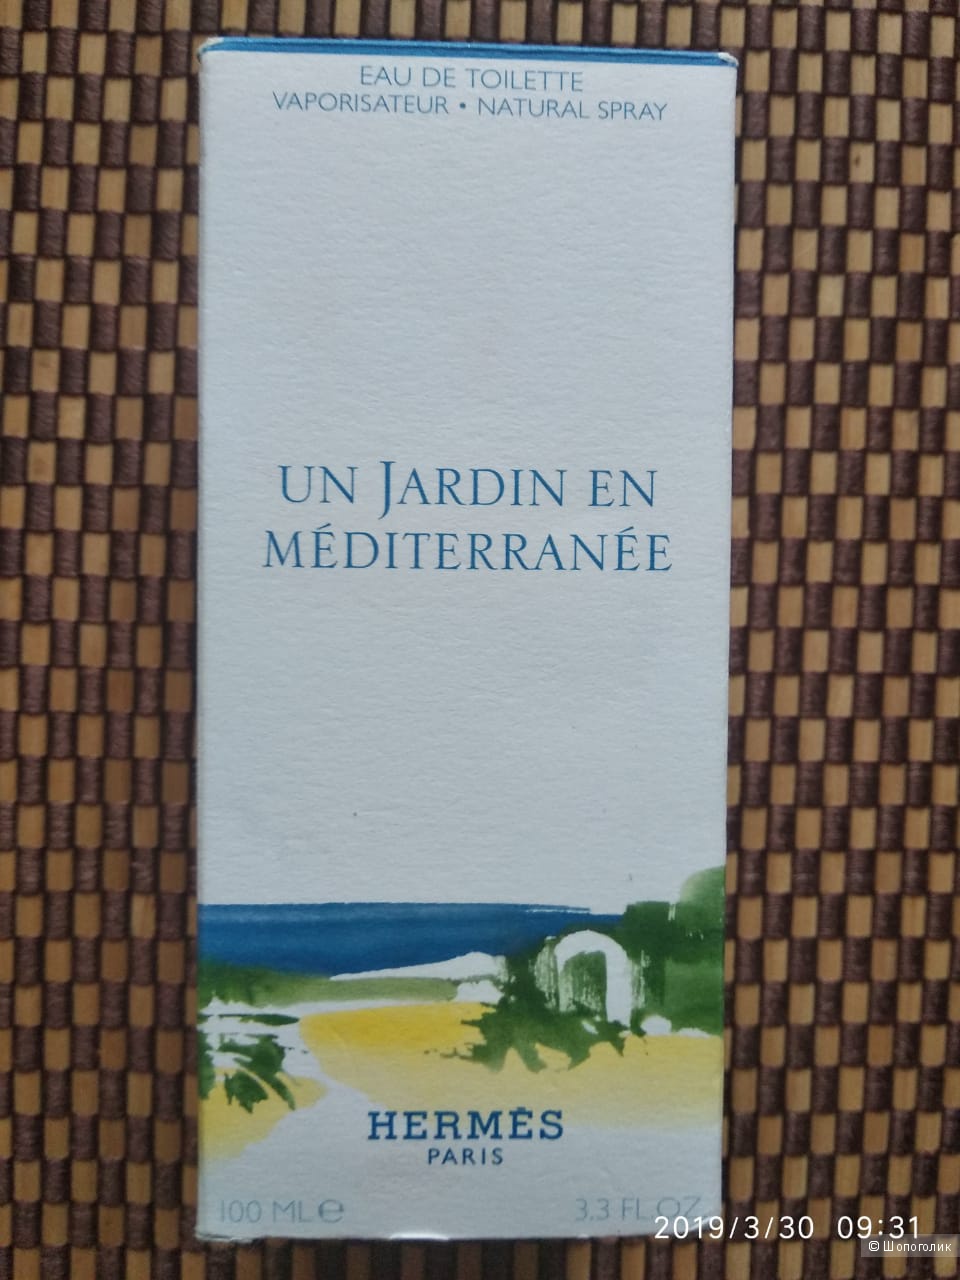 EAU DE TOILETTE
VAPORISATEUR • NATURAL SPRAY
UN JARDIN EN
MÉDITERRANÉE
HERMÈS
PARIS
100 ML ℮
3.3 FL.OZ.
2019/3/30 09:31
© Шопоголик